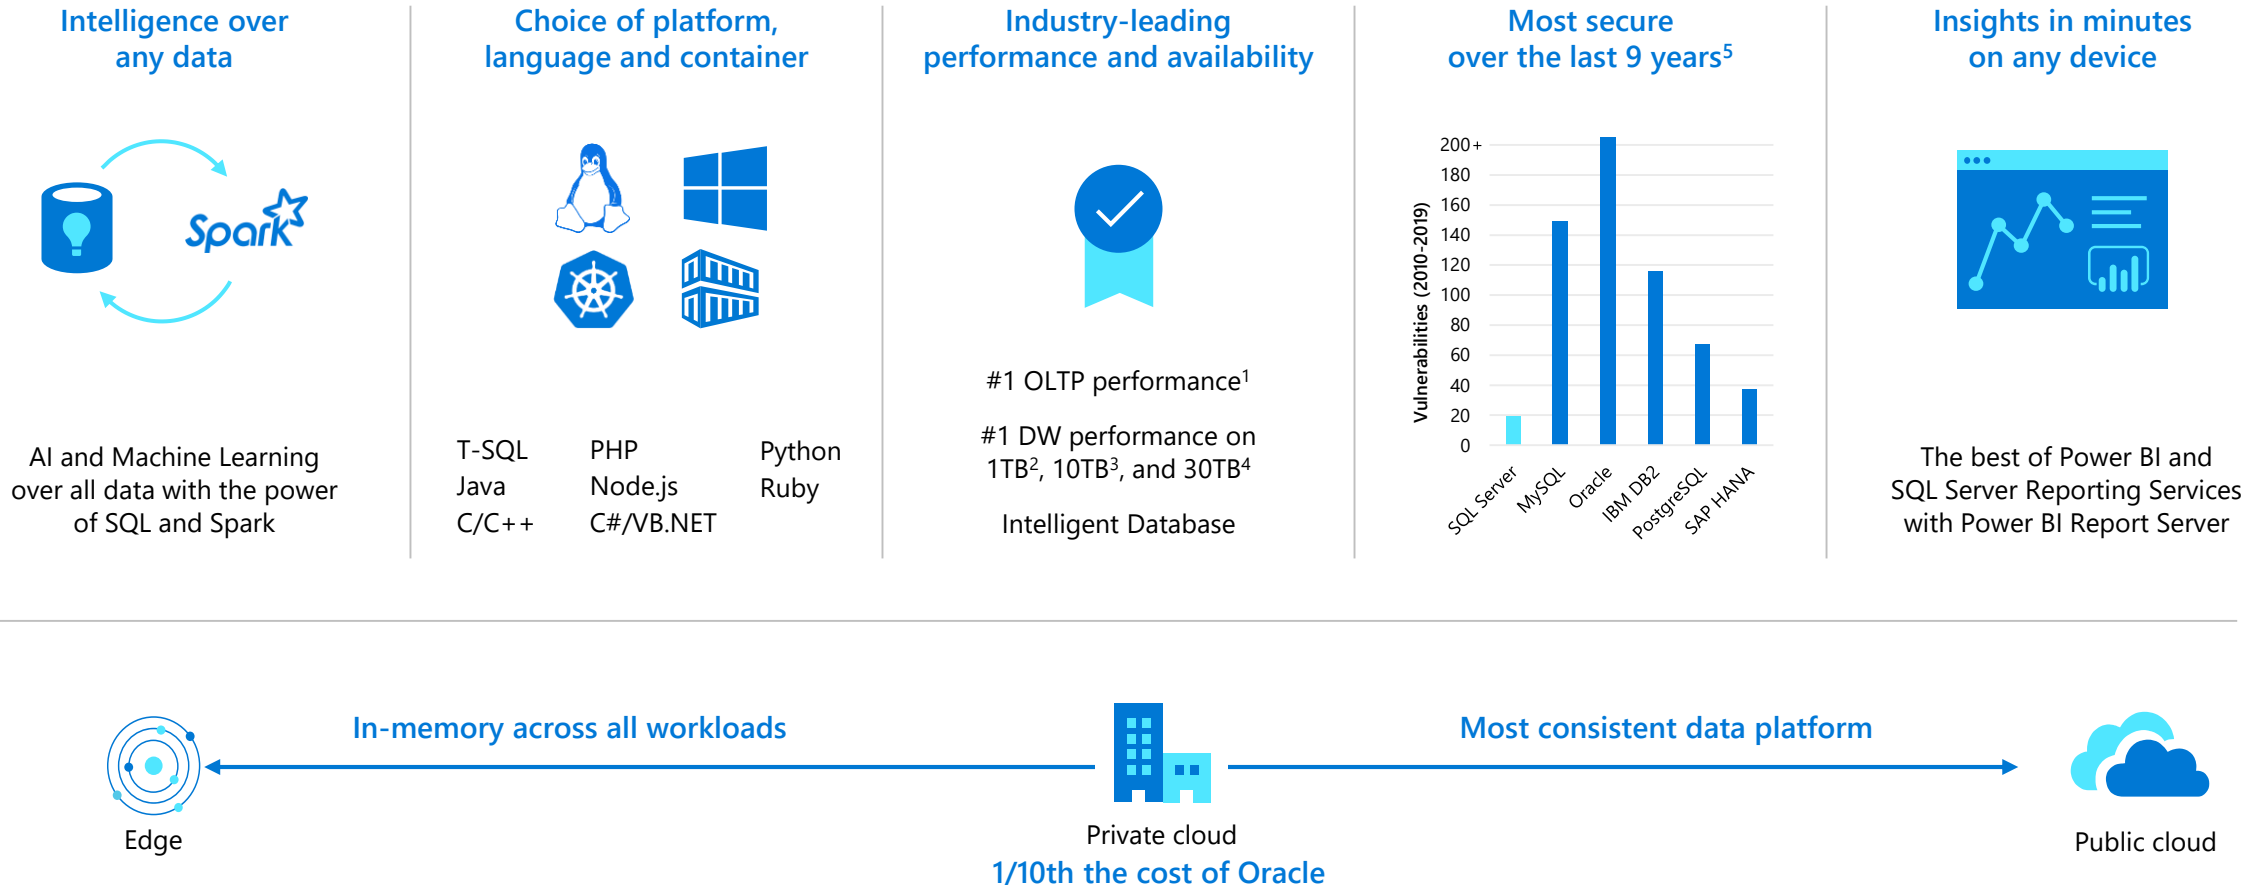 Intelligence over
any data
Spark
AI and Machine Learning
over all data with the power
of SQL and Spark
Choice of platform,
language and container
T-SQL PHP Python
Java Node.js Ruby
C/C++ C#/VB.NET
Industry-leading
performance and availability
#1 OLTP performance¹
#1 DW performance on
1TB², 10TB³, and 30TB⁴
Intelligent Database
Most secure
over the last 9 years⁵
Vulnerabilities (2010-2019)
200+
180
160
140
120
100
80
60
40
20
0
SQL Server
MySQL
Oracle
IBM DB2
PostgreSQL
SAP HANA
Insights in minutes
on any device
The best of Power BI and
SQL Server Reporting Services
with Power BI Report Server
In-memory across all workloads
Most consistent data platform
Edge
Private cloud
1/10th the cost of Oracle
Public cloud